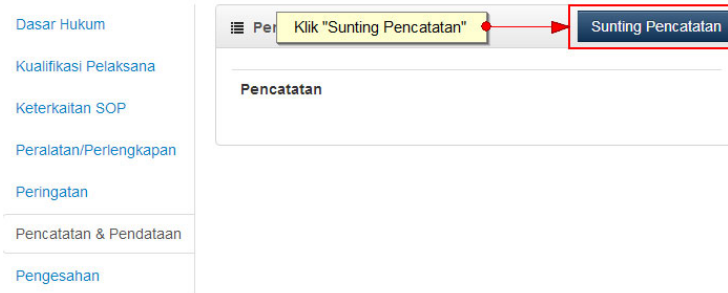 Dasar Hukum
Kualifikasi Pelaksana
Keterkaitan SOP
Peralatan/Perlengkapan
Peringatan
Pencatatan & Pendataan
Pengesahan
Per
Klik "Sunting Pencatatan"
Sunting Pencatatan
Pencatatan